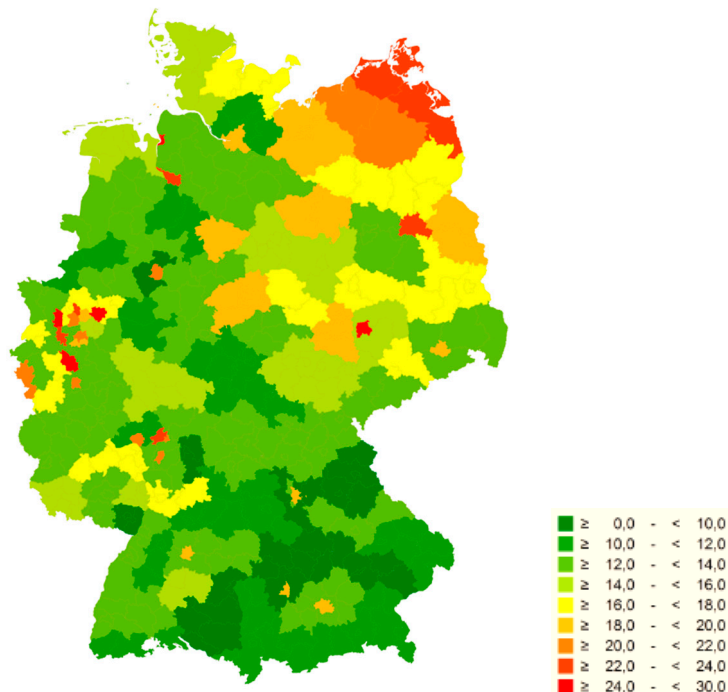 ≥ 0,0 - < 10,0
≥ 10,0 - < 12,0
≥ 12,0 - < 14,0
≥ 14,0 - < 16,0
≥ 16,0 - < 18,0
≥ 18,0 - < 20,0
≥ 20,0 - < 22,0
≥ 22,0 - < 24,0
≥ 24,0 - < 30,0